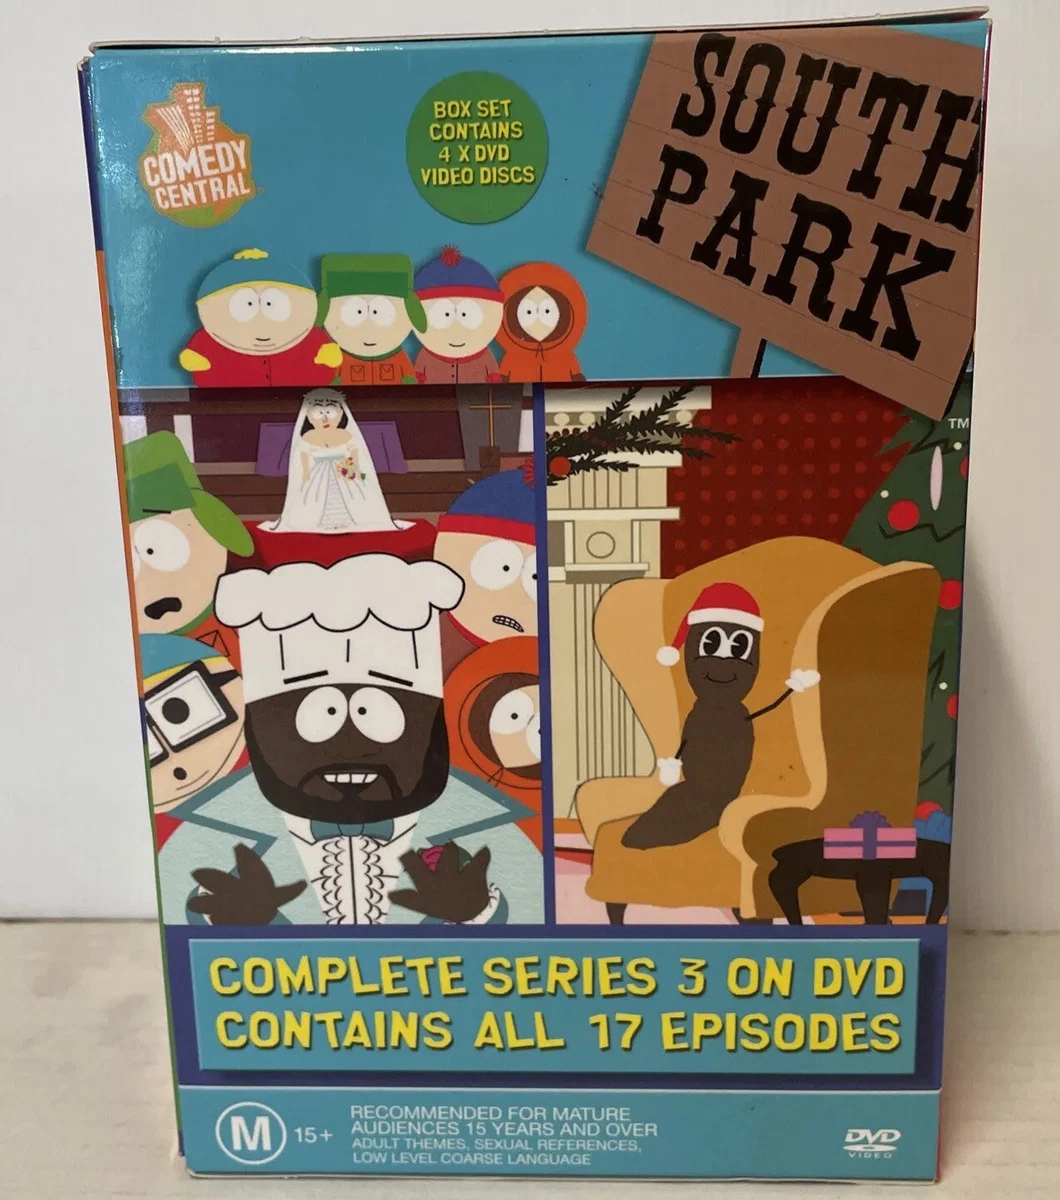 COMEDY
CENTRAL
BOX SET
CONTAINS
4 X DVD
VIDEO DISCS
SOUTH
PARK
TM
COMPLETE SERIES 3 ON DVD
CONTAINS ALL 17 EPISODES
M 15+
RECOMMENDED FOR MATURE
AUDIENCES 15 YEARS AND OVER
ADULT THEMES, SEXUAL REFERENCES,
LOW LEVEL COARSE LANGUAGE
DVD
VIDEO